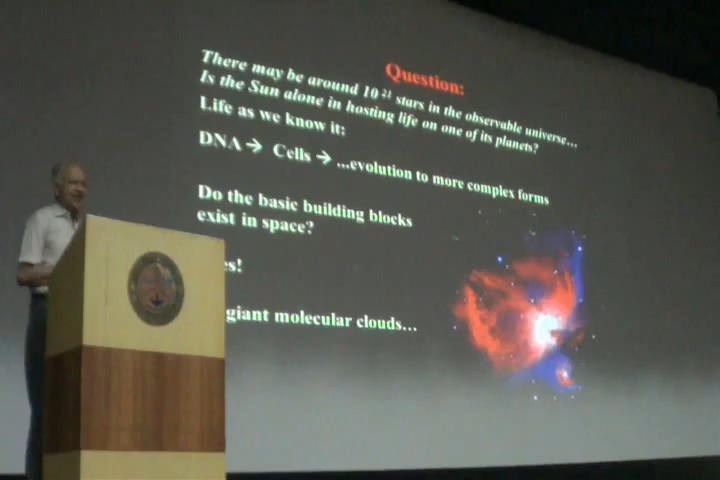 Question:
There may be around 10²¹ stars in the observable universe...
Is the Sun alone in hosting life on one of its planets?
Life as we know it:
DNA → Cells → ...evolution to more complex forms
Do the basic building blocks
exist in space?
es!
giant molecular clouds...